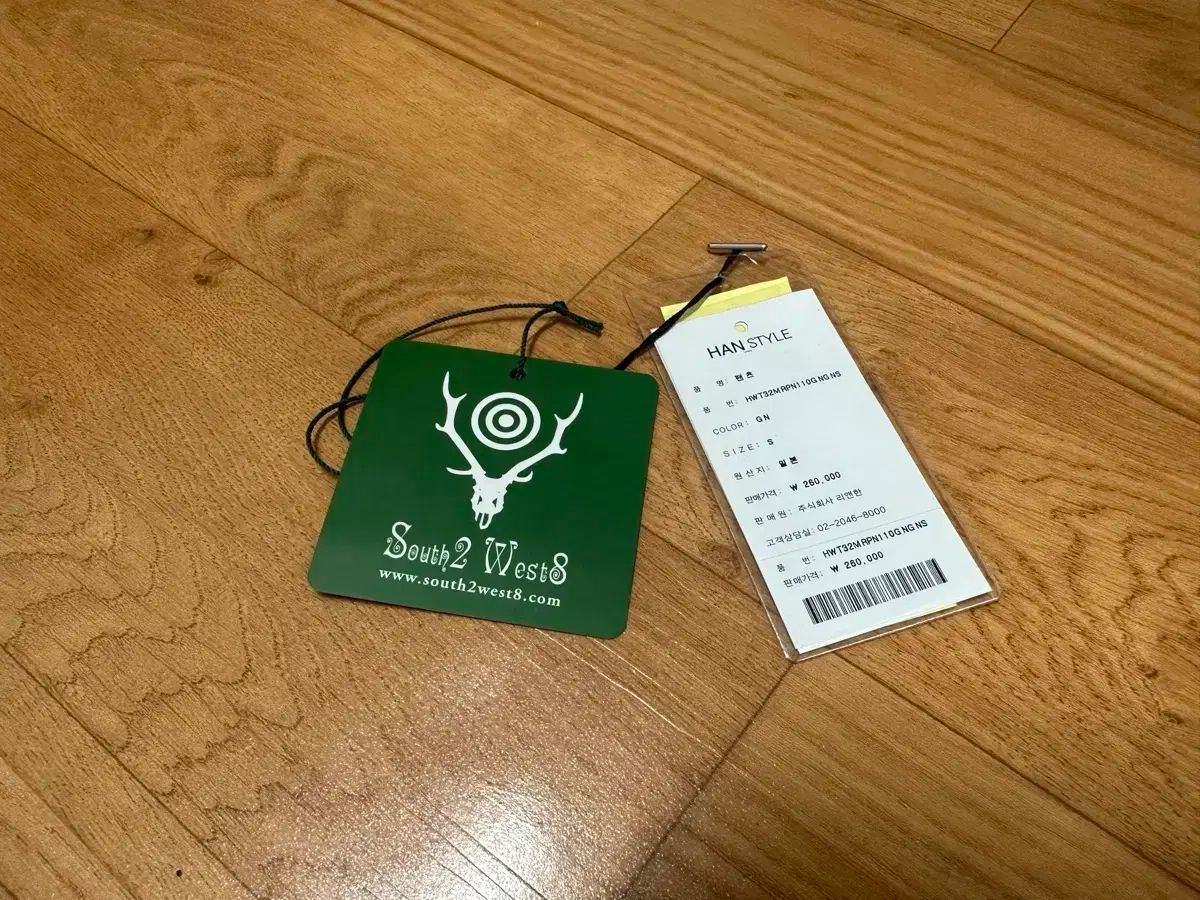 South2 West8
www.south2west8.com
HAN STYLE
품 명: 팬츠
품 번: HWT32MRPN110GNGNS
COLOR: GN
SIZE: S
원산지: 일본
판매가격: ₩ 260,000
판매원: 주식회사 리앤한
고객상담실: 02-2046-8000
품 번: HWT32MRPN110GNGNS
판매가격: ₩ 260,000